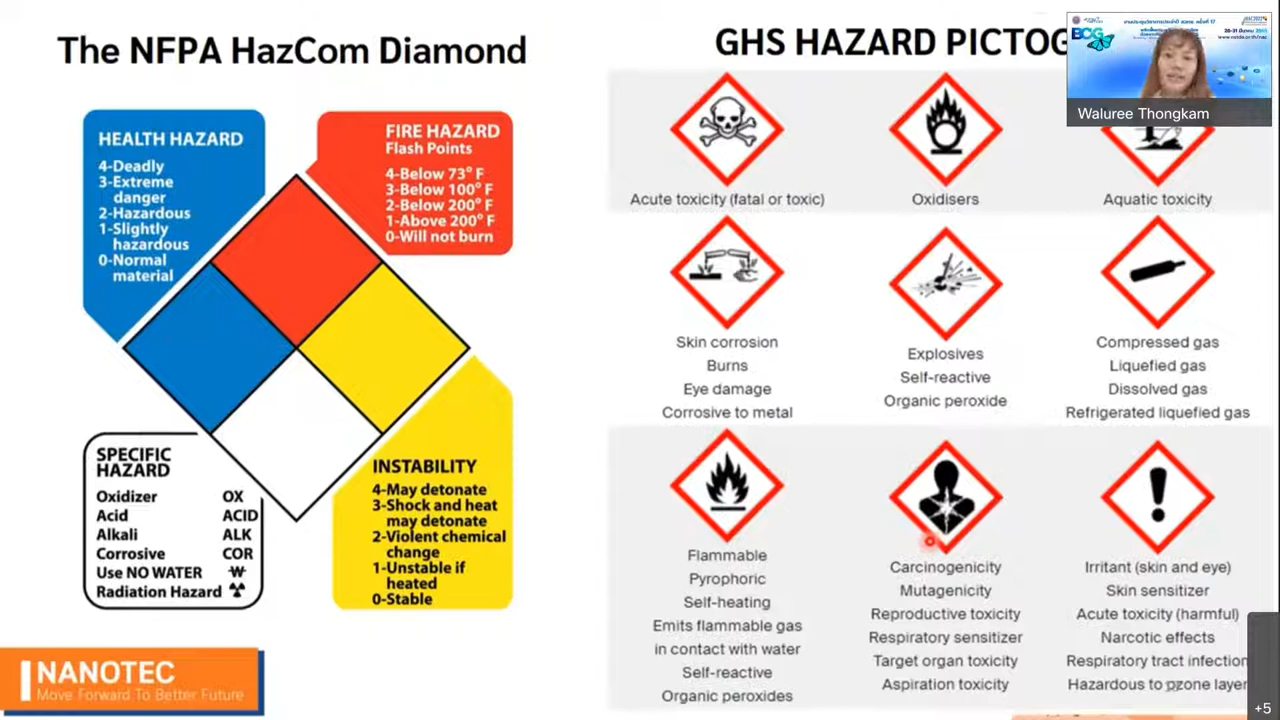 The NFPA HazCom Diamond
HEALTH HAZARD
4-Deadly
3-Extreme
danger
2-Hazardous
1-Slightly
hazardous
0-Normal
material
FIRE HAZARD
Flash Points
4-Below 73° F
3-Below 100° F
2-Below 200° F
1-Above 200° F
0-Will not burn
SPECIFIC
HAZARD
Oxidizer OX
Acid ACID
Alkali ALK
Corrosive COR
Use NO WATER W
Radiation Hazard
INSTABILITY
4-May detonate
3-Shock and heat
may detonate
2-Violent chemical
change
1-Unstable if
heated
0-Stable
NANOTEC
Move Forward To Better Future
GHS HAZARD PICTOG
Acute toxicity (fatal or toxic)
Oxidisers
Aquatic toxicity
Skin corrosion
Burns
Eye damage
Corrosive to metal
Explosives
Self-reactive
Organic peroxide
Compressed gas
Liquefied gas
Dissolved gas
Refrigerated liquefied gas
Flammable
Pyrophoric
Self-heating
Emits flammable gas
in contact with water
Self-reactive
Organic peroxides
Carcinogenicity
Mutagenicity
Reproductive toxicity
Respiratory sensitizer
Target organ toxicity
Aspiration toxicity
Irritant (skin and eye)
Skin sensitizer
Acute toxicity (harmful)
Narcotic effects
Respiratory tract infection
Hazardous to ozone layer
BCG
Waluree Thongkam
+5